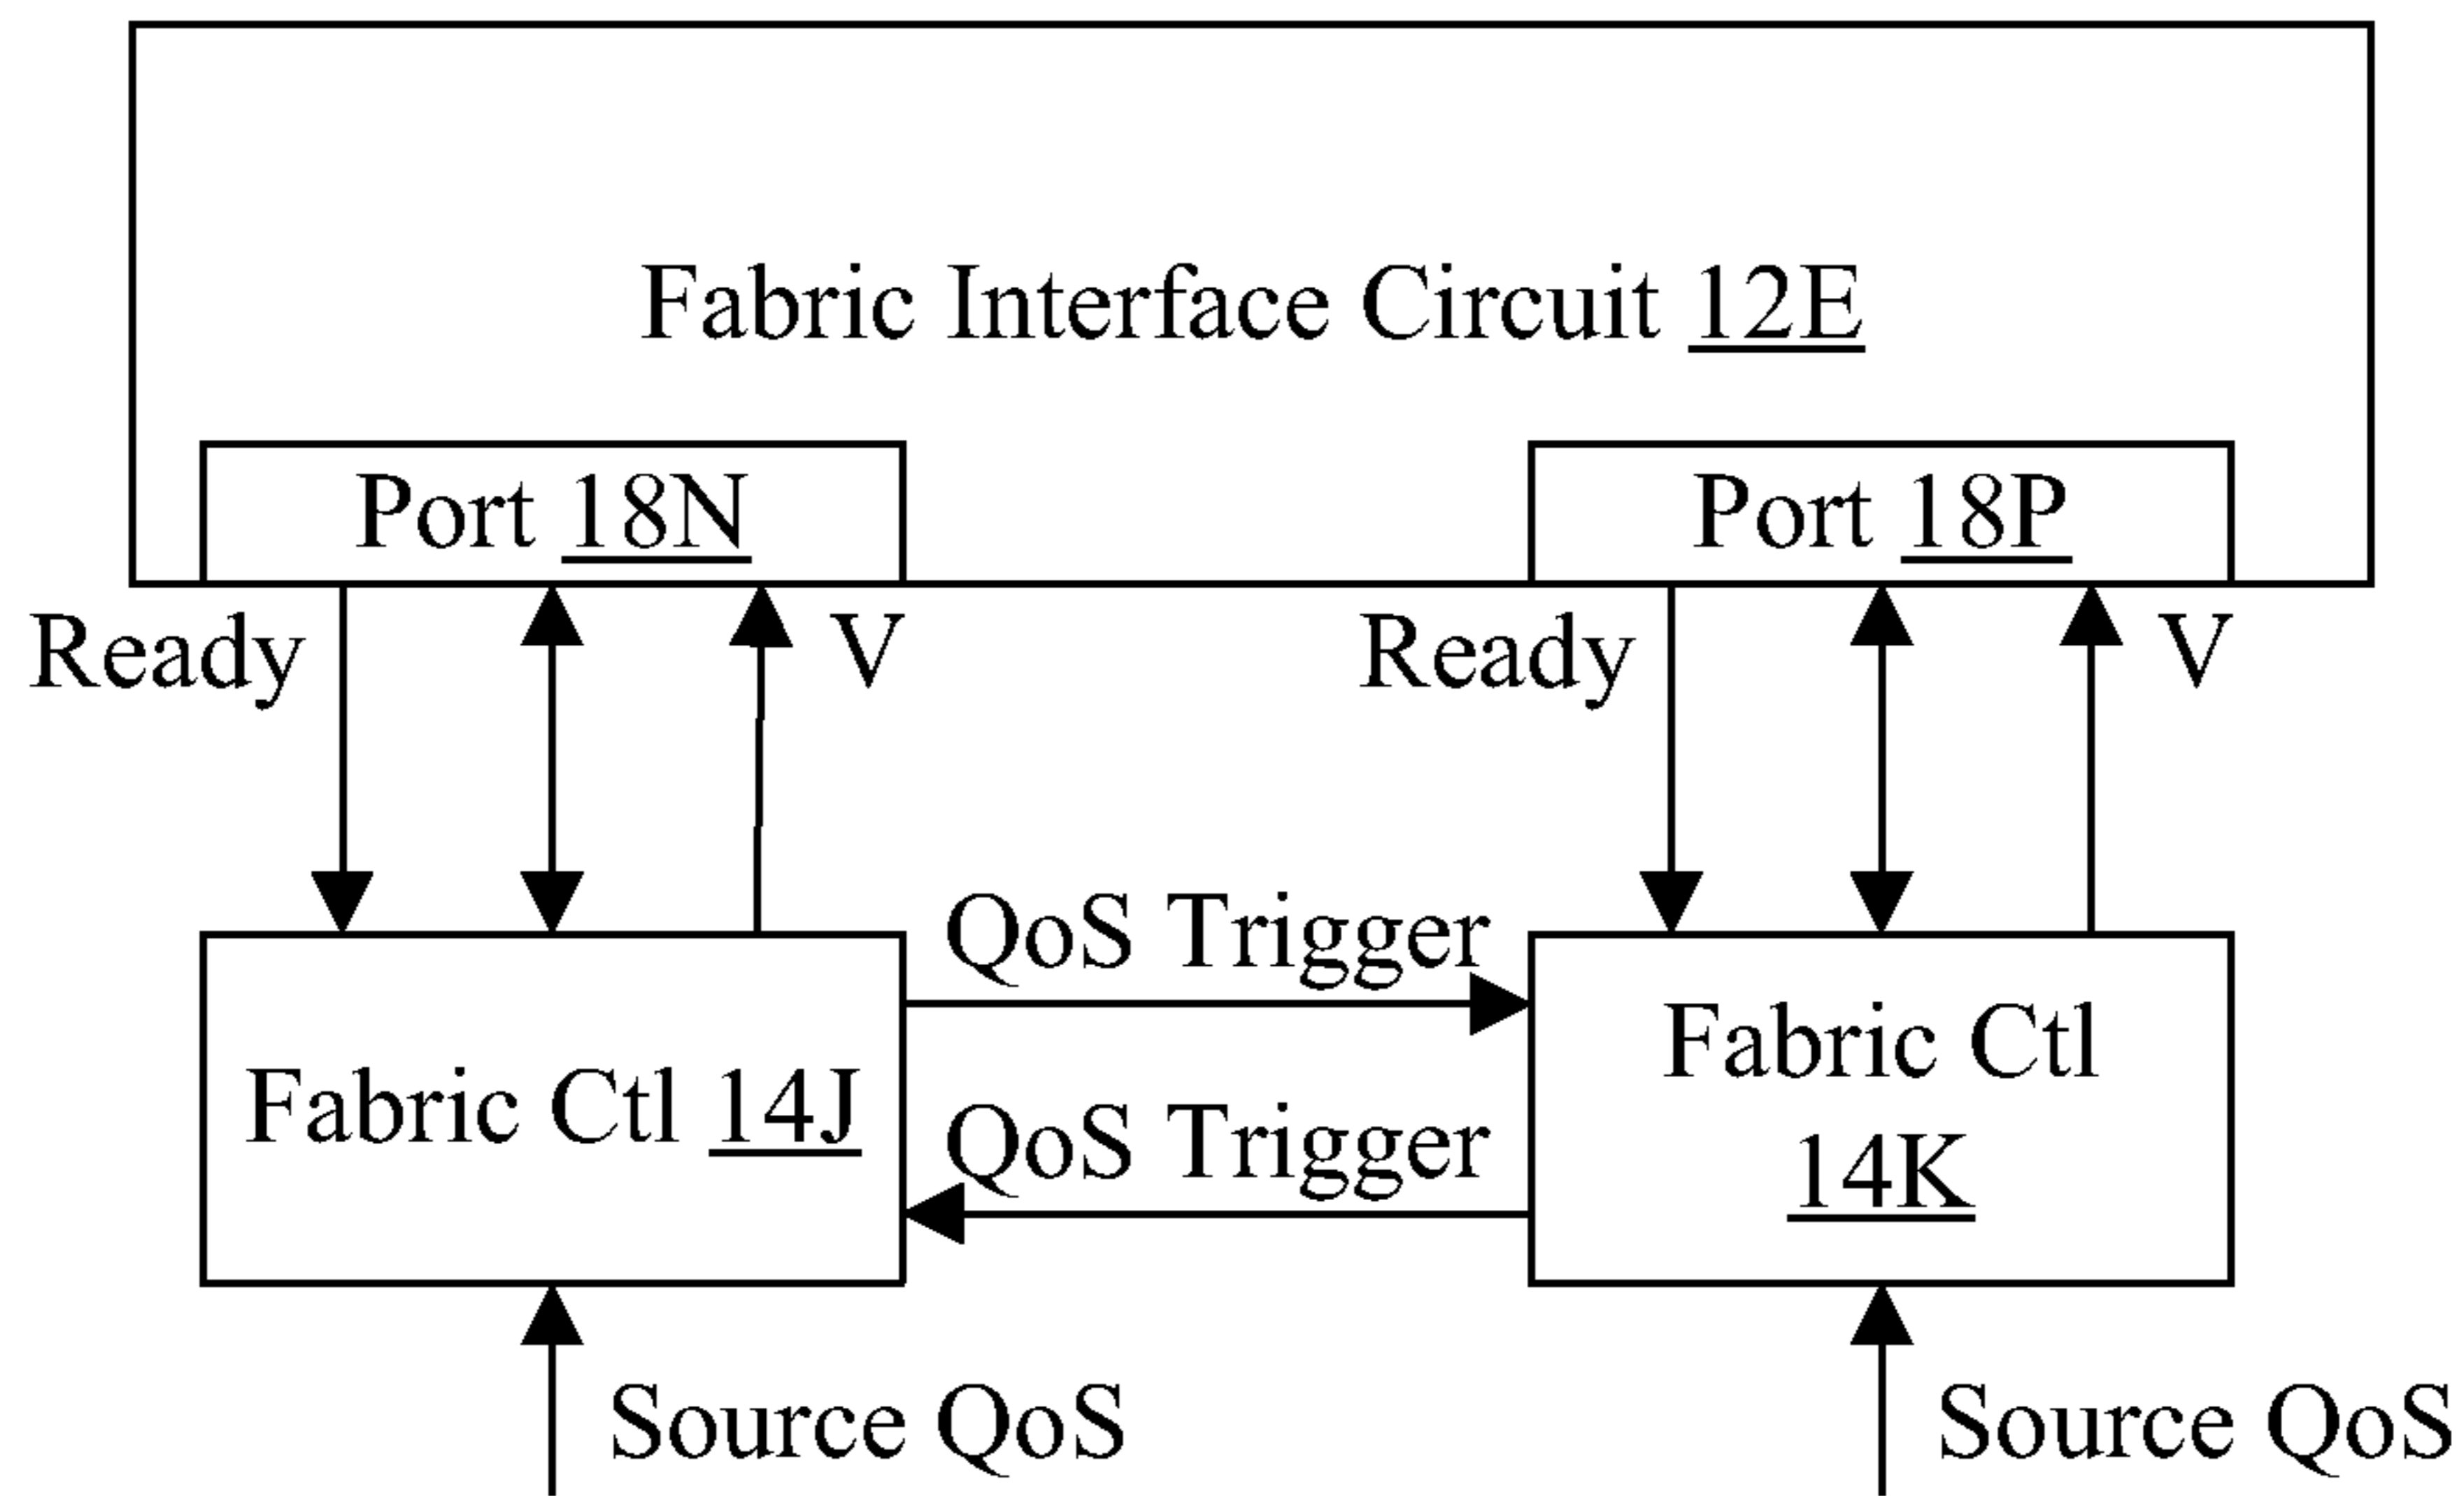 Fabric Interface Circuit 12E
Port 18N
Port 18P
Ready
V
Ready
V
QoS Trigger
Fabric Ctl 14J
Fabric Ctl
14K
QoS Trigger
Source QoS
Source QoS